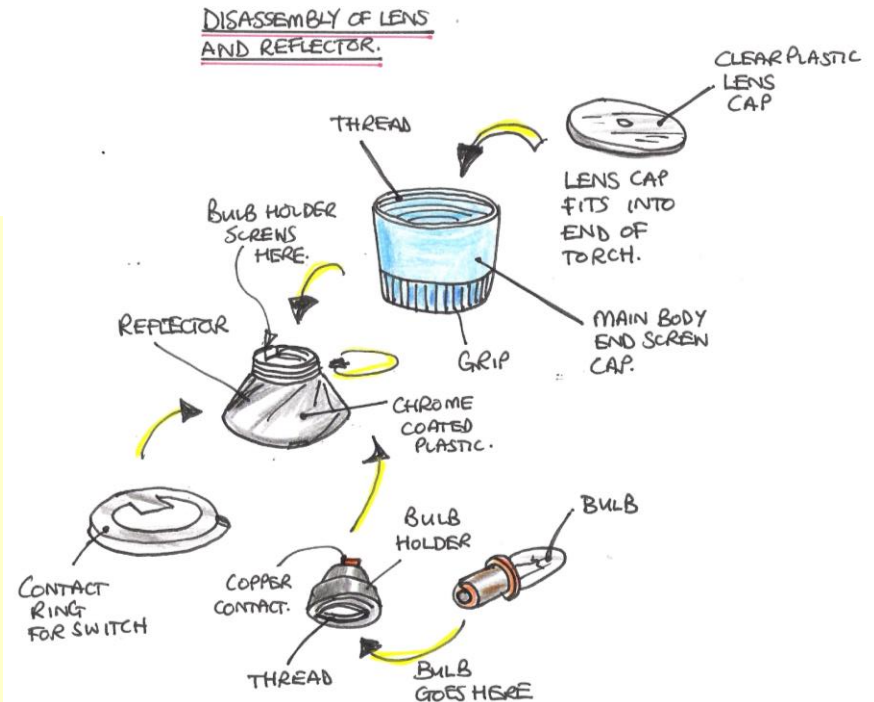 DISASSEMBLY OF LENS
AND REFLECTOR.
CLEAR PLASTIC
LENS
CAP
THREAD
LENS CAP
FITS INTO
END OF
TORCH.
BULB HOLDER
SCREWS
HERE.
MAIN BODY
END SCREW
CAP.
REFLECTOR
GRIP
CHROME
COATED
PLASTIC.
BULB
BULB
HOLDER
COPPER
CONTACT.
CONTACT
RING
FOR SWITCH
THREAD
BULB
GOES HERE